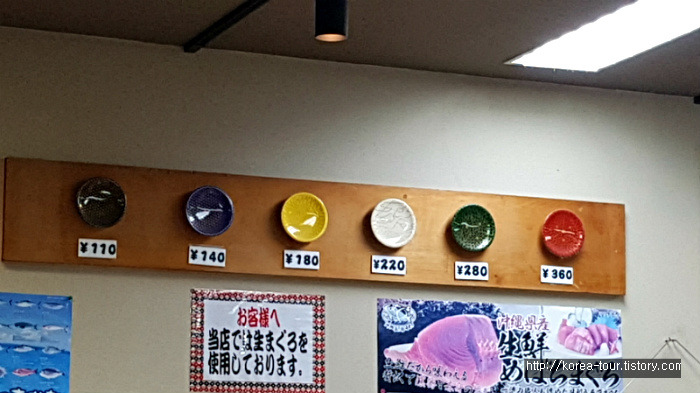 ¥110
¥140
¥180
¥220
¥280
¥360
お客様へ
当店では生まぐろを
使用しております。
沖縄県産
生鮮
めばちまぐろ
http://korea-tour.tistory.com